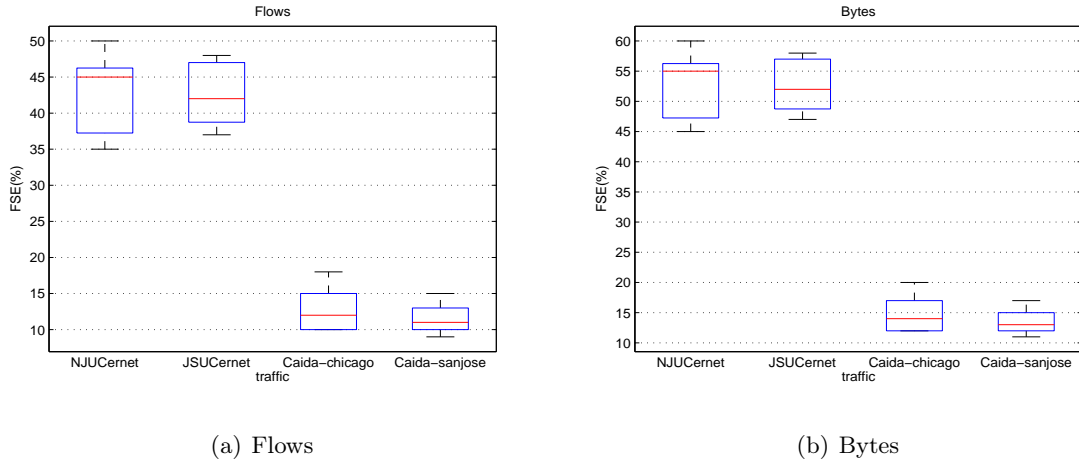 Flows
50
45
40
35
30
25
20
15
10
FSE(%)
NJUCernet JSUCernet Caida−chicago Caida−sanjose
traffic
(a) Flows
Bytes
60
55
50
45
40
35
30
25
20
15
10
FSE(%)
NJUCernet JSUCernet Caida−chicago Caida−sanjose
traffic
(b) Bytes